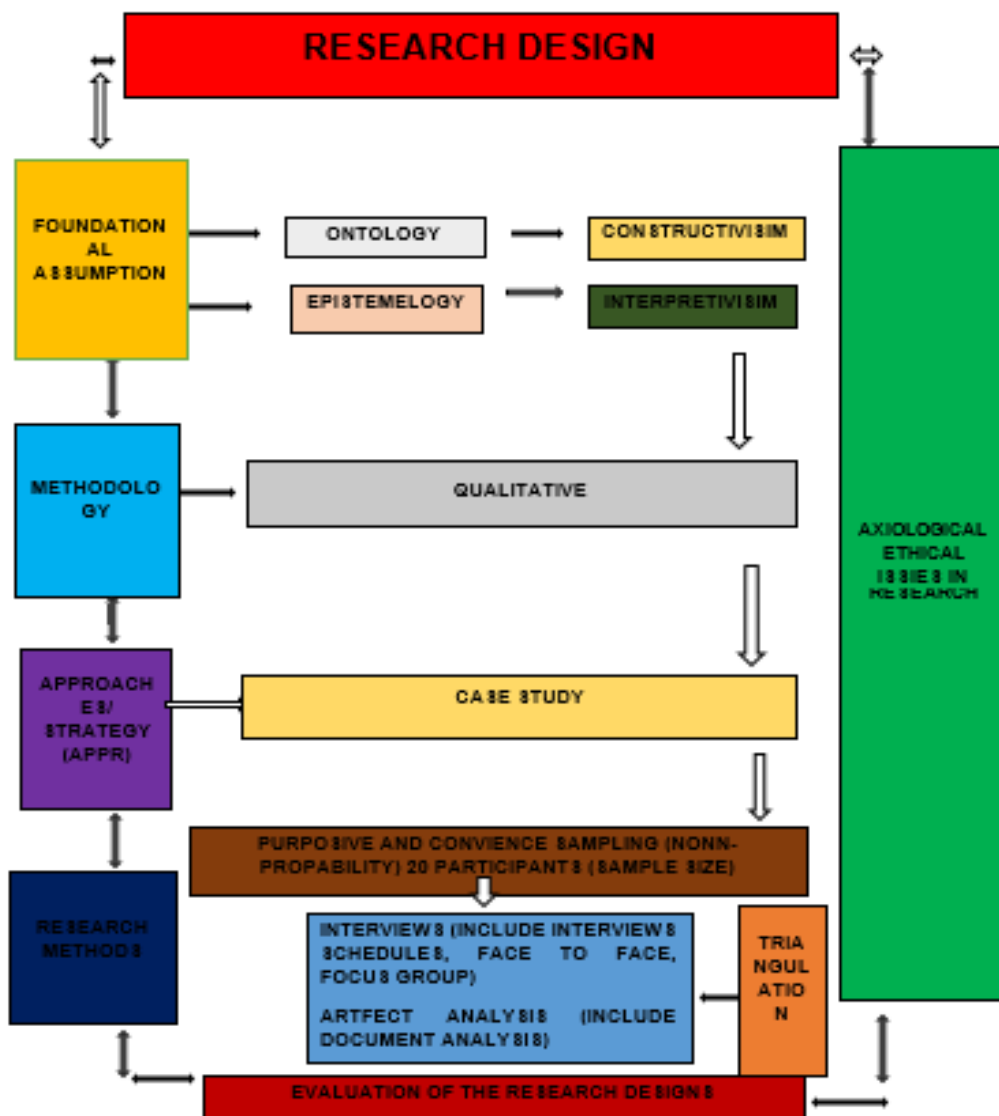 RESEARCH DESIGN
FOUNDATION
AL
ASSUMPTION
ONTOLOGY
CONSTRUCTIVISIM
EPISTEMELOGY
INTERPRETIVISIM
METHODOLO
GY
QUALITATIVE
AXIOLOGICAL
ETHICAL
ISSIES IN
RESEARCH
APPROACH
ES/
STRATEGY
(APPR)
CASE STUDY
PURPOSIVE AND CONVIENCE SAMPLING (NONN-
PROPABILITY) 20 PARTICIPANTS (SAMPLE SIZE)
RESEARCH
METHODS
INTERVIEWS (INCLUDE INTERVIEWS
SCHEDULES, FACE TO FACE,
FOCUS GROUP)
ARTFECT ANALYSIS (INCLUDE
DOCUMENT ANALYSIS)
TRIA
NGUL
ATIO
N
EVALUATION OF THE RESEARCH DESIGNS